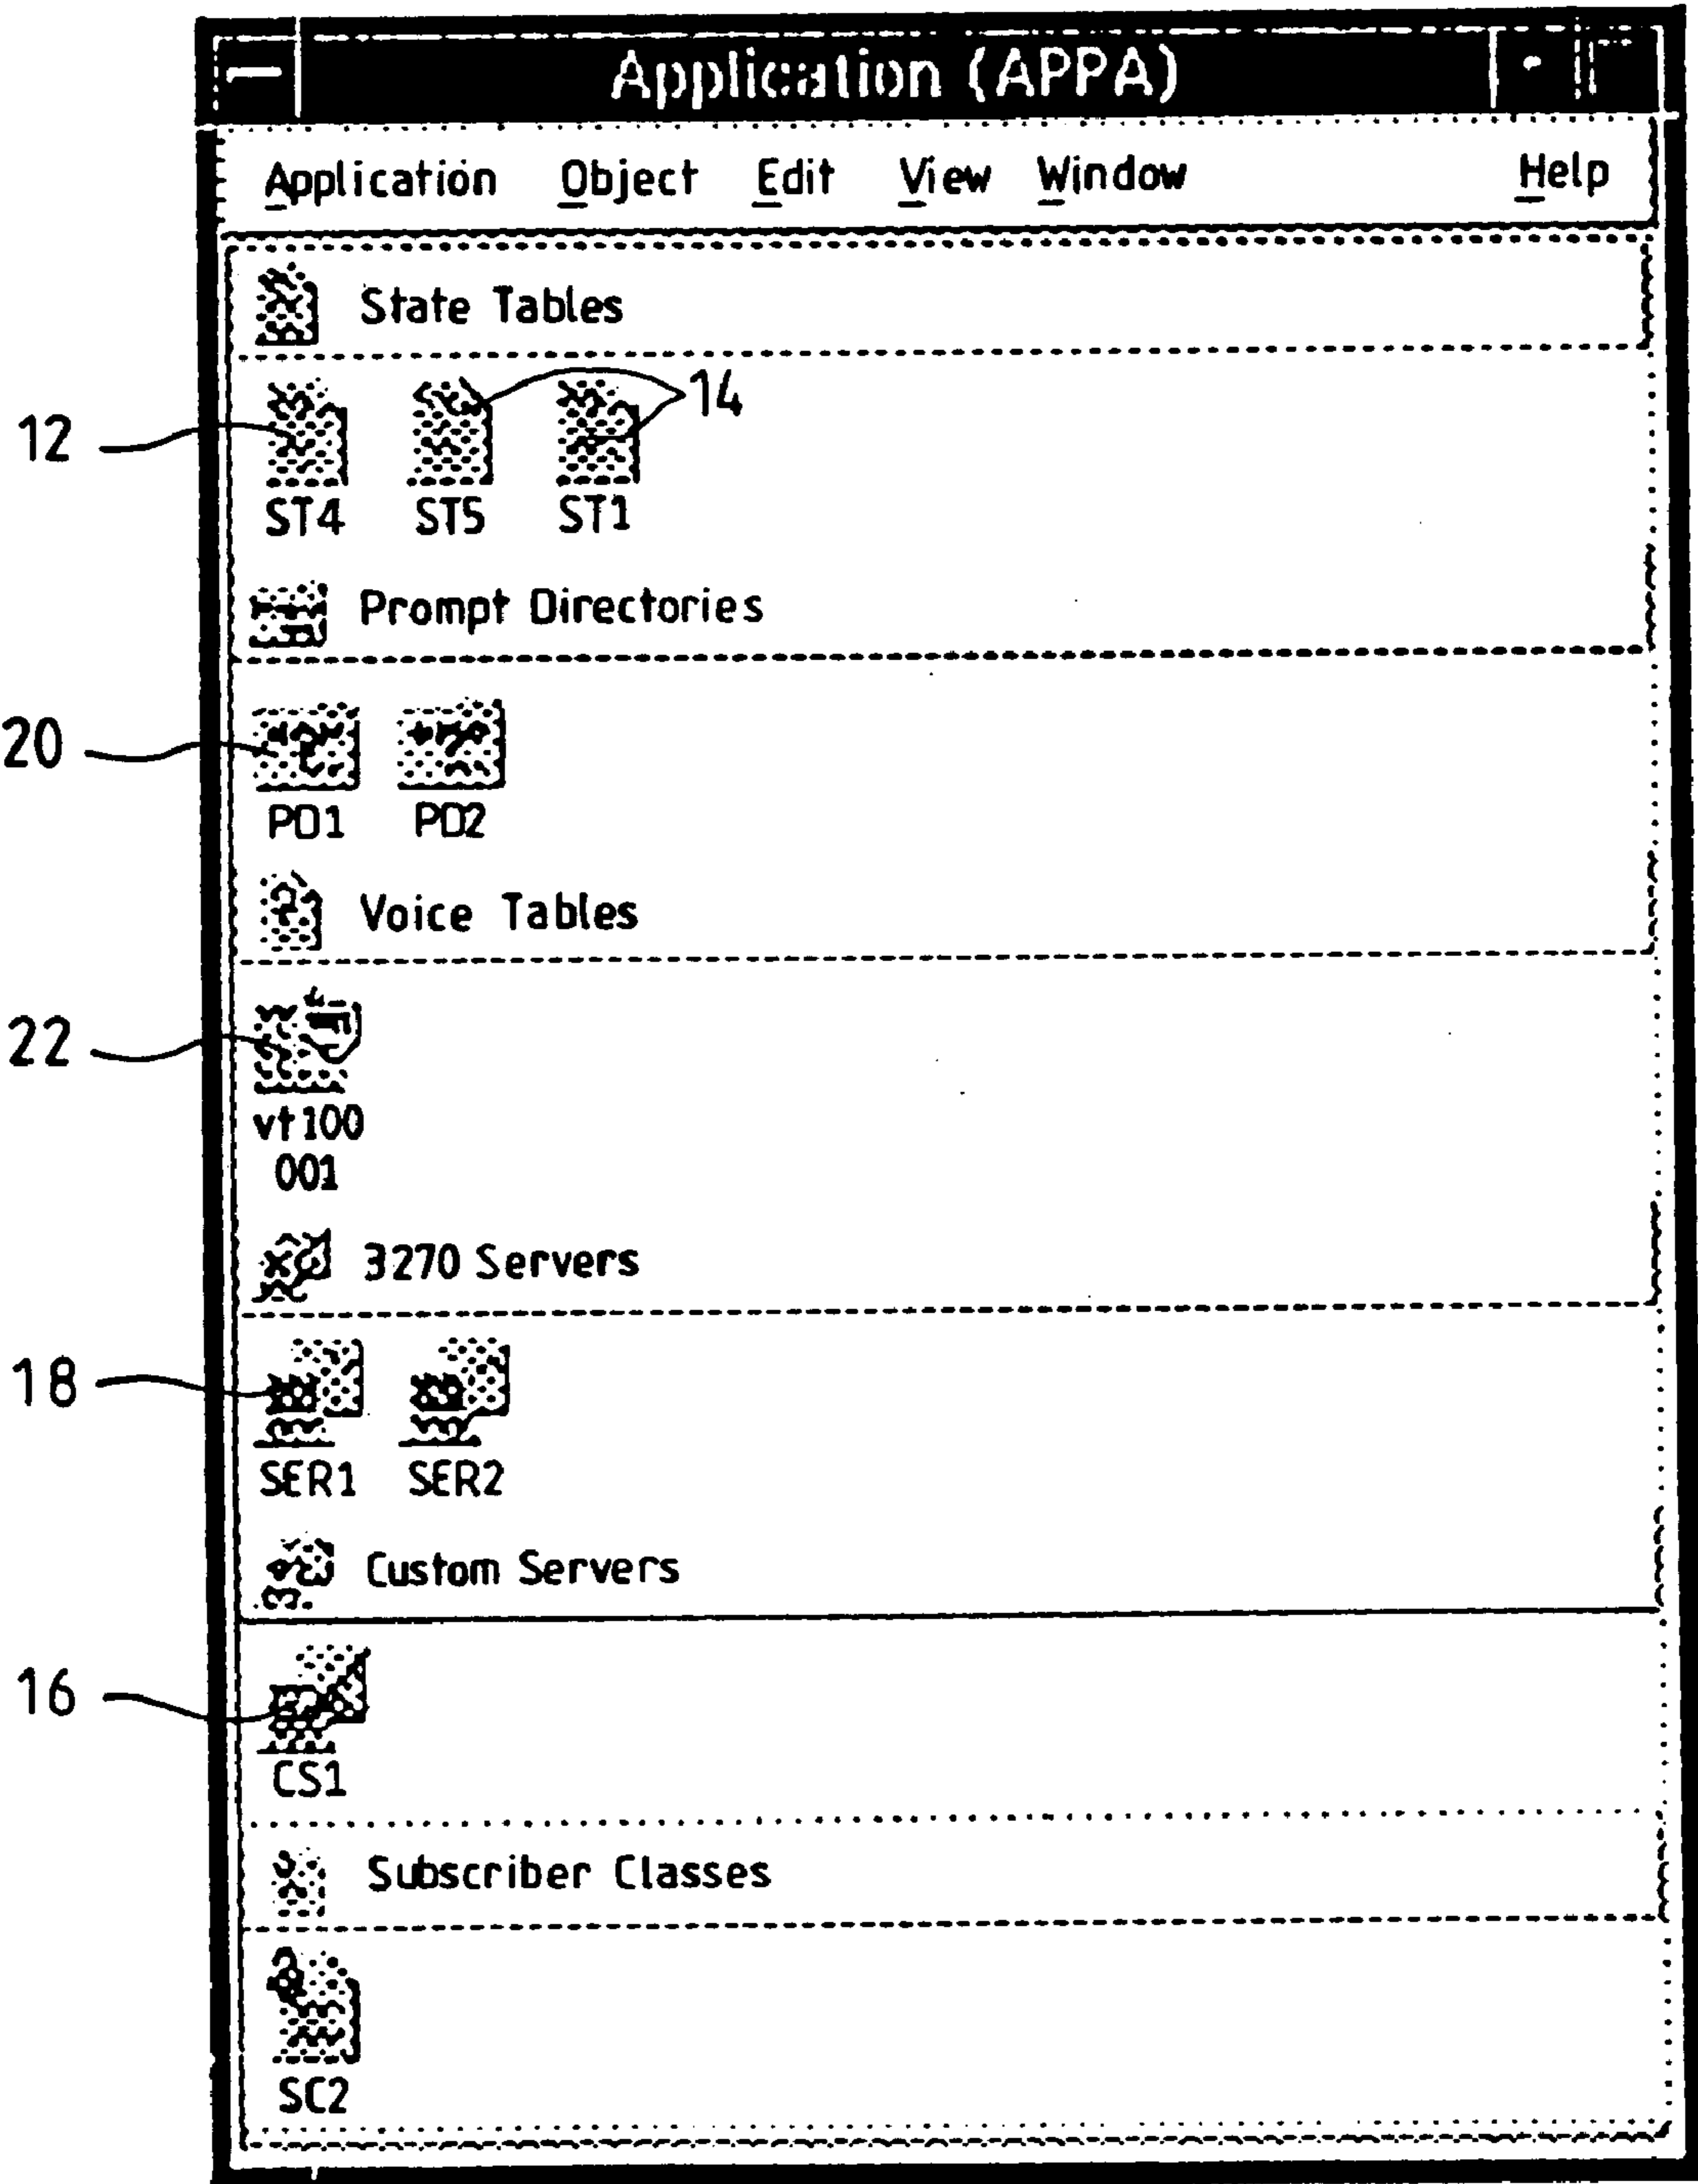 Application (APPA)
Application Object Edit View Window Help
State Tables
12
14
ST4 ST5 ST1
Prompt Directories
20
PD1 PD2
Voice Tables
22
vt100
001
3270 Servers
18
SER1 SER2
Custom Servers
16
CS1
Subscriber Classes
SC2